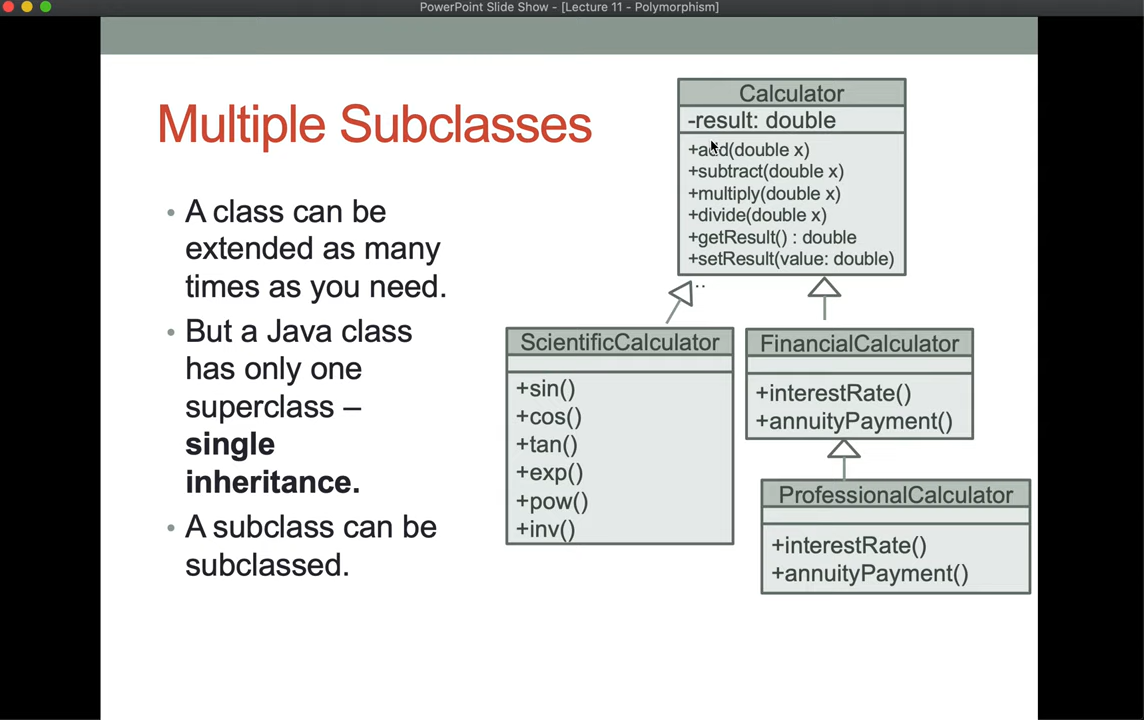 PowerPoint Slide Show - [Lecture 11 - Polymorphism]
Multiple Subclasses
• A class can be
extended as many
times as you need.
• But a Java class
has only one
superclass –
single
inheritance.
• A subclass can be
subclassed.
Calculator
-result: double
+add(double x)
+subtract(double x)
+multiply(double x)
+divide(double x)
+getResult() : double
+setResult(value: double)
ScientificCalculator
+sin()
+cos()
+tan()
+exp()
+pow()
+inv()
FinancialCalculator
+interestRate()
+annuityPayment()
ProfessionalCalculator
+interestRate()
+annuityPayment()